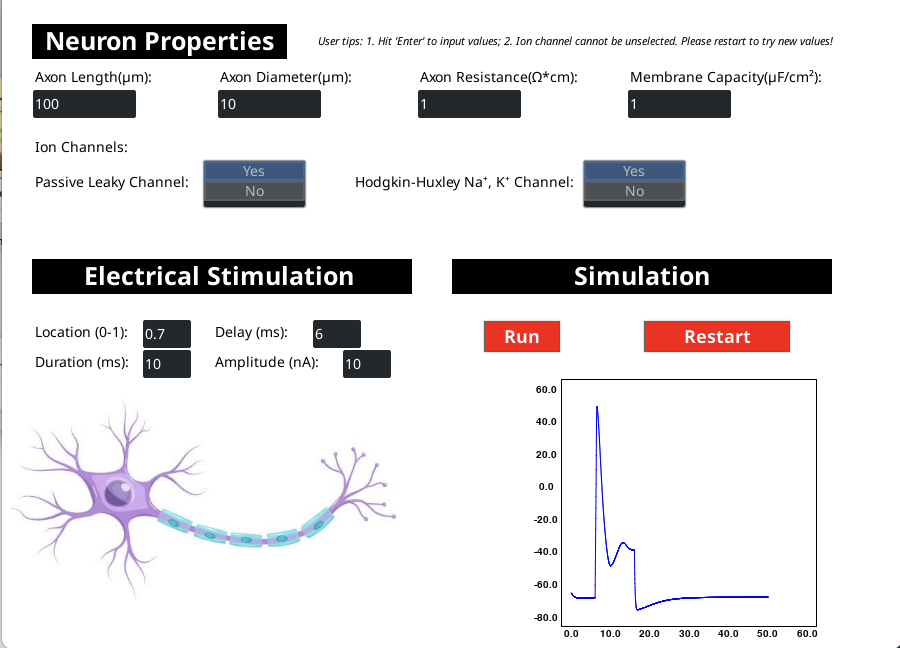 Neuron Properties
User tips: 1. Hit 'Enter' to input values; 2. Ion channel cannot be unselected. Please restart to try new values!
Axon Length(μm): Axon Diameter(μm): Axon Resistance(Ω*cm): Membrane Capacity(μF/cm²):
100 10 1 1
Ion Channels:
Passive Leaky Channel: Yes No
Hodgkin-Huxley Na⁺, K⁺ Channel: Yes No
Electrical Stimulation
Location (0-1): 0.7 Delay (ms): 6
Duration (ms): 10 Amplitude (nA): 10
Simulation
Run Restart
60.0
40.0
20.0
0.0
-20.0
-40.0
-60.0
-80.0
0.0 10.0 20.0 30.0 40.0 50.0 60.0